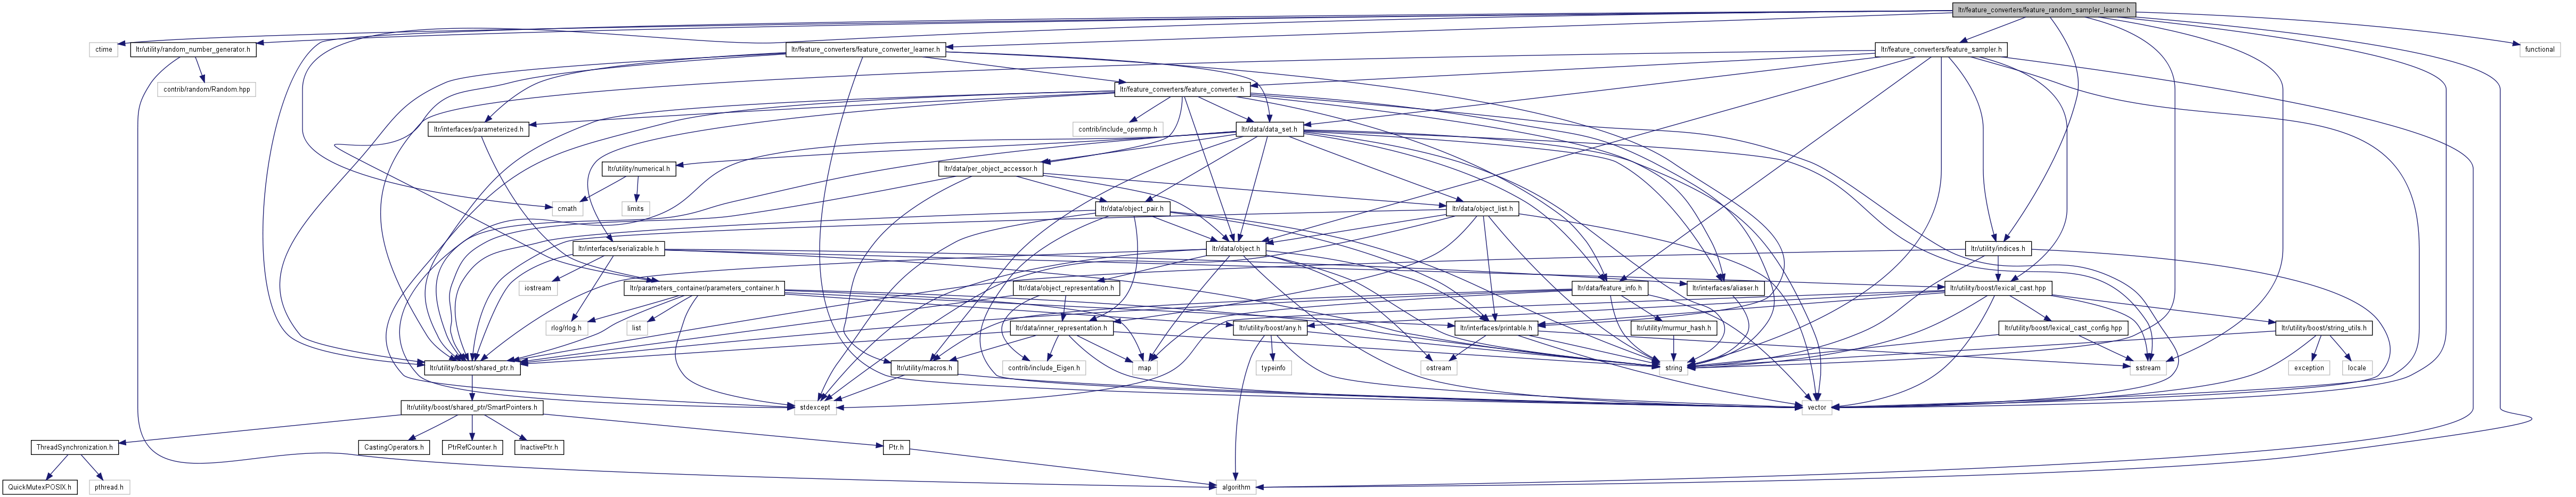 ltr/feature_converters/feature_random_sampler_learner.h
ctime
ltr/utility/random_number_generator.h
ltr/feature_converters/feature_converter_learner.h
ltr/feature_converters/feature_sampler.h
functional
contrib/random/Random.hpp
ltr/feature_converters/feature_converter.h
ltr/interfaces/parameterized.h
contrib/include_openmp.h
ltr/data/data_set.h
ltr/utility/numerical.h
ltr/data/per_object_accessor.h
cmath
limits
ltr/data/object_pair.h
ltr/data/object_list.h
ltr/interfaces/serializable.h
ltr/data/object.h
ltr/utility/indices.h
iostream
ltr/parameters_container/parameters_container.h
ltr/data/object_representation.h
ltr/data/feature_info.h
ltr/interfaces/aliaser.h
ltr/utility/boost/lexical_cast.hpp
rlog/rlog.h
list
ltr/data/inner_representation.h
ltr/utility/boost/any.h
ltr/interfaces/printable.h
ltr/utility/murmur_hash.h
ltr/utility/boost/lexical_cast_config.hpp
ltr/utility/boost/string_utils.h
ltr/utility/boost/shared_ptr.h
ltr/utility/macros.h
contrib/include_Eigen.h
map
typeinfo
ostream
string
sstream
exception
locale
ltr/utility/boost/shared_ptr/SmartPointers.h
stdexcept
vector
ThreadSynchronization.h
CastingOperators.h
PtrRefCounter.h
InactivePtr.h
Ptr.h
QuickMutexPOSIX.h
pthread.h
algorithm